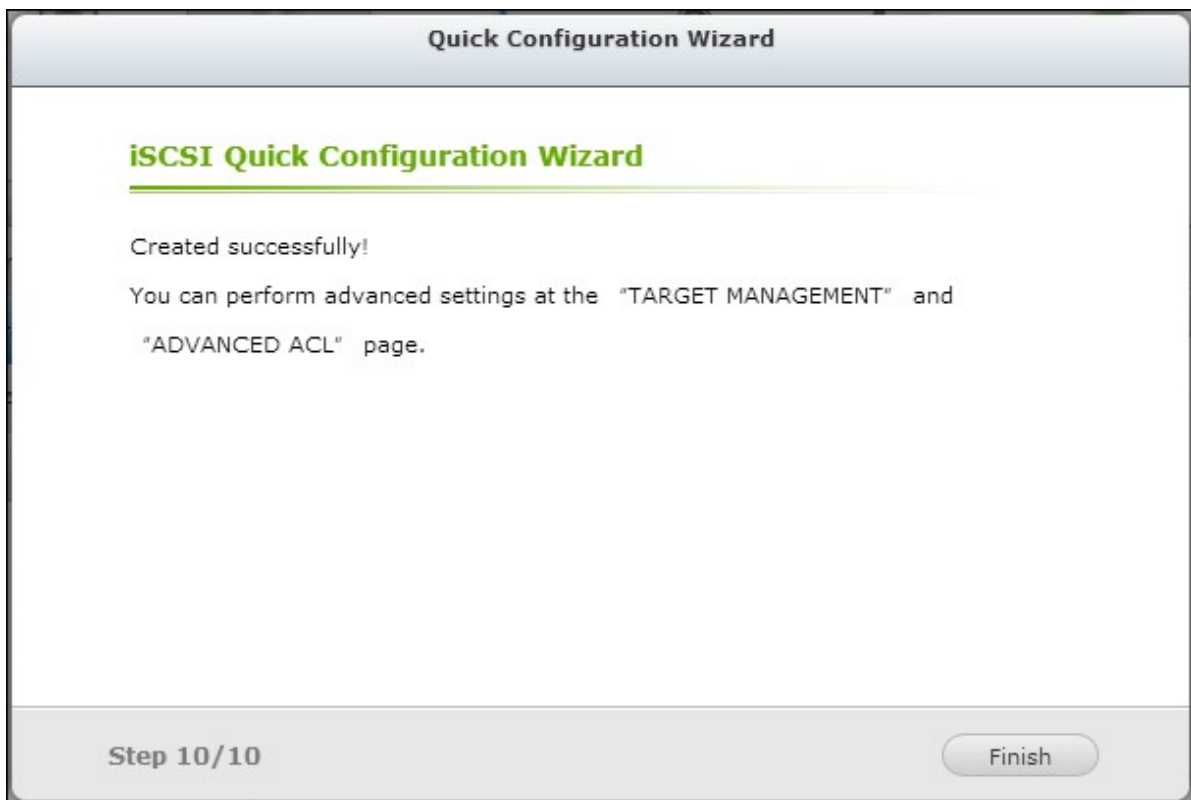 Quick Configuration Wizard
iSCSI Quick Configuration Wizard
Created successfully!
You can perform advanced settings at the "TARGET MANAGEMENT" and
"ADVANCED ACL" page.
Step 10/10
Finish